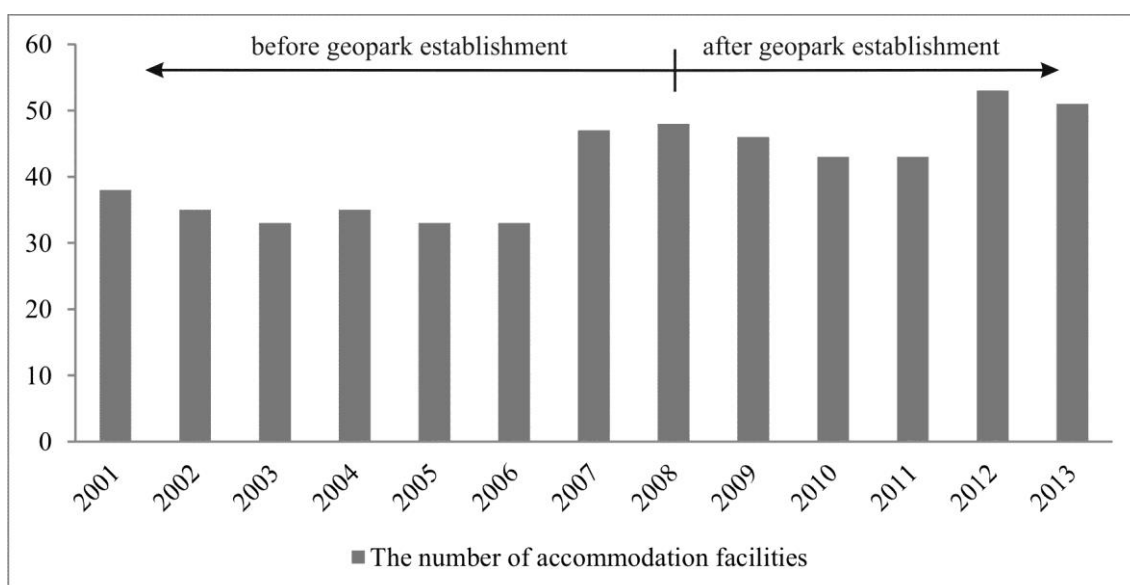 before geopark establishment after geopark establishment
60
50
40
30
20
10
0
2001 2002 2003 2004 2005 2006 2007 2008 2009 2010 2011 2012 2013
The number of accommodation facilities